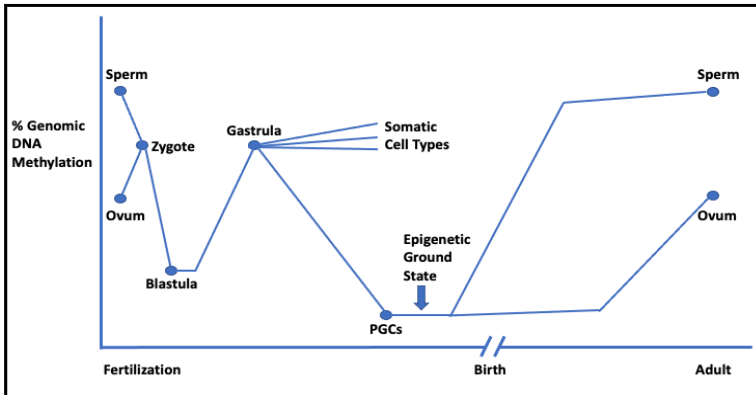 Sperm
Sperm
% Genomic
DNA
Methylation
Zygote
Gastrula
Somatic
Cell Types
Ovum
Ovum
Epigenetic
Ground
State
Blastula
PGCs
Fertilization
Birth
Adult